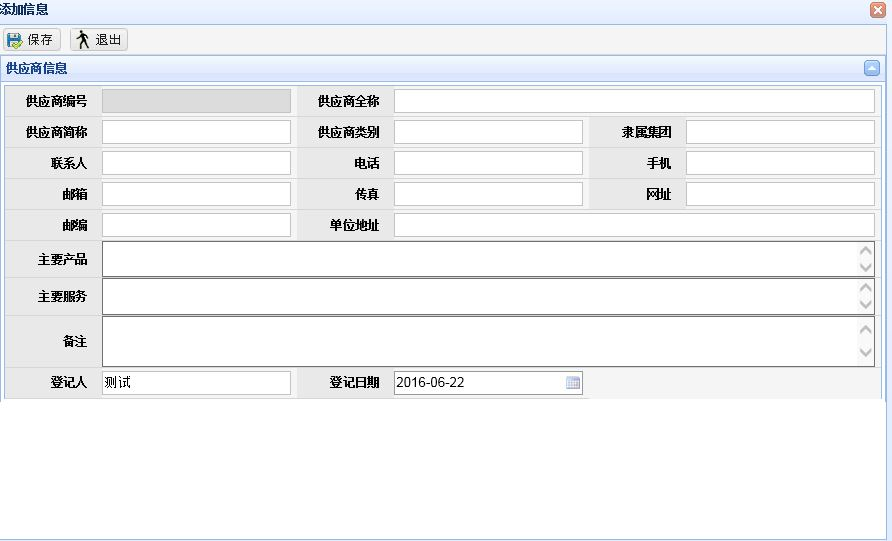 添加信息
保存 退出
供应商信息
供应商编号 供应商全称
供应商简称 供应商类别 隶属集团
联系人 电话 手机
邮箱 传真 网址
邮编 单位地址
主要产品
主要服务
备注
登记人 测试 登记日期 2016-06-22